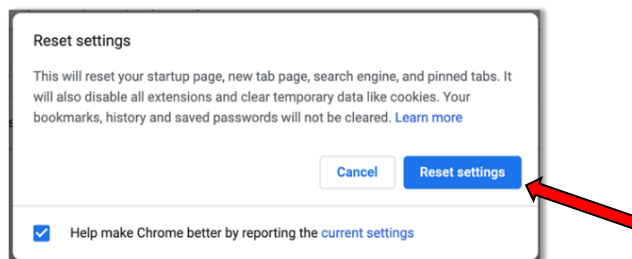 Reset settings
This will reset your startup page, new tab page, search engine, and pinned tabs. It
will also disable all extensions and clear temporary data like cookies. Your
bookmarks, history and saved passwords will not be cleared. Learn more
Cancel
Reset settings
Help make Chrome better by reporting the current settings